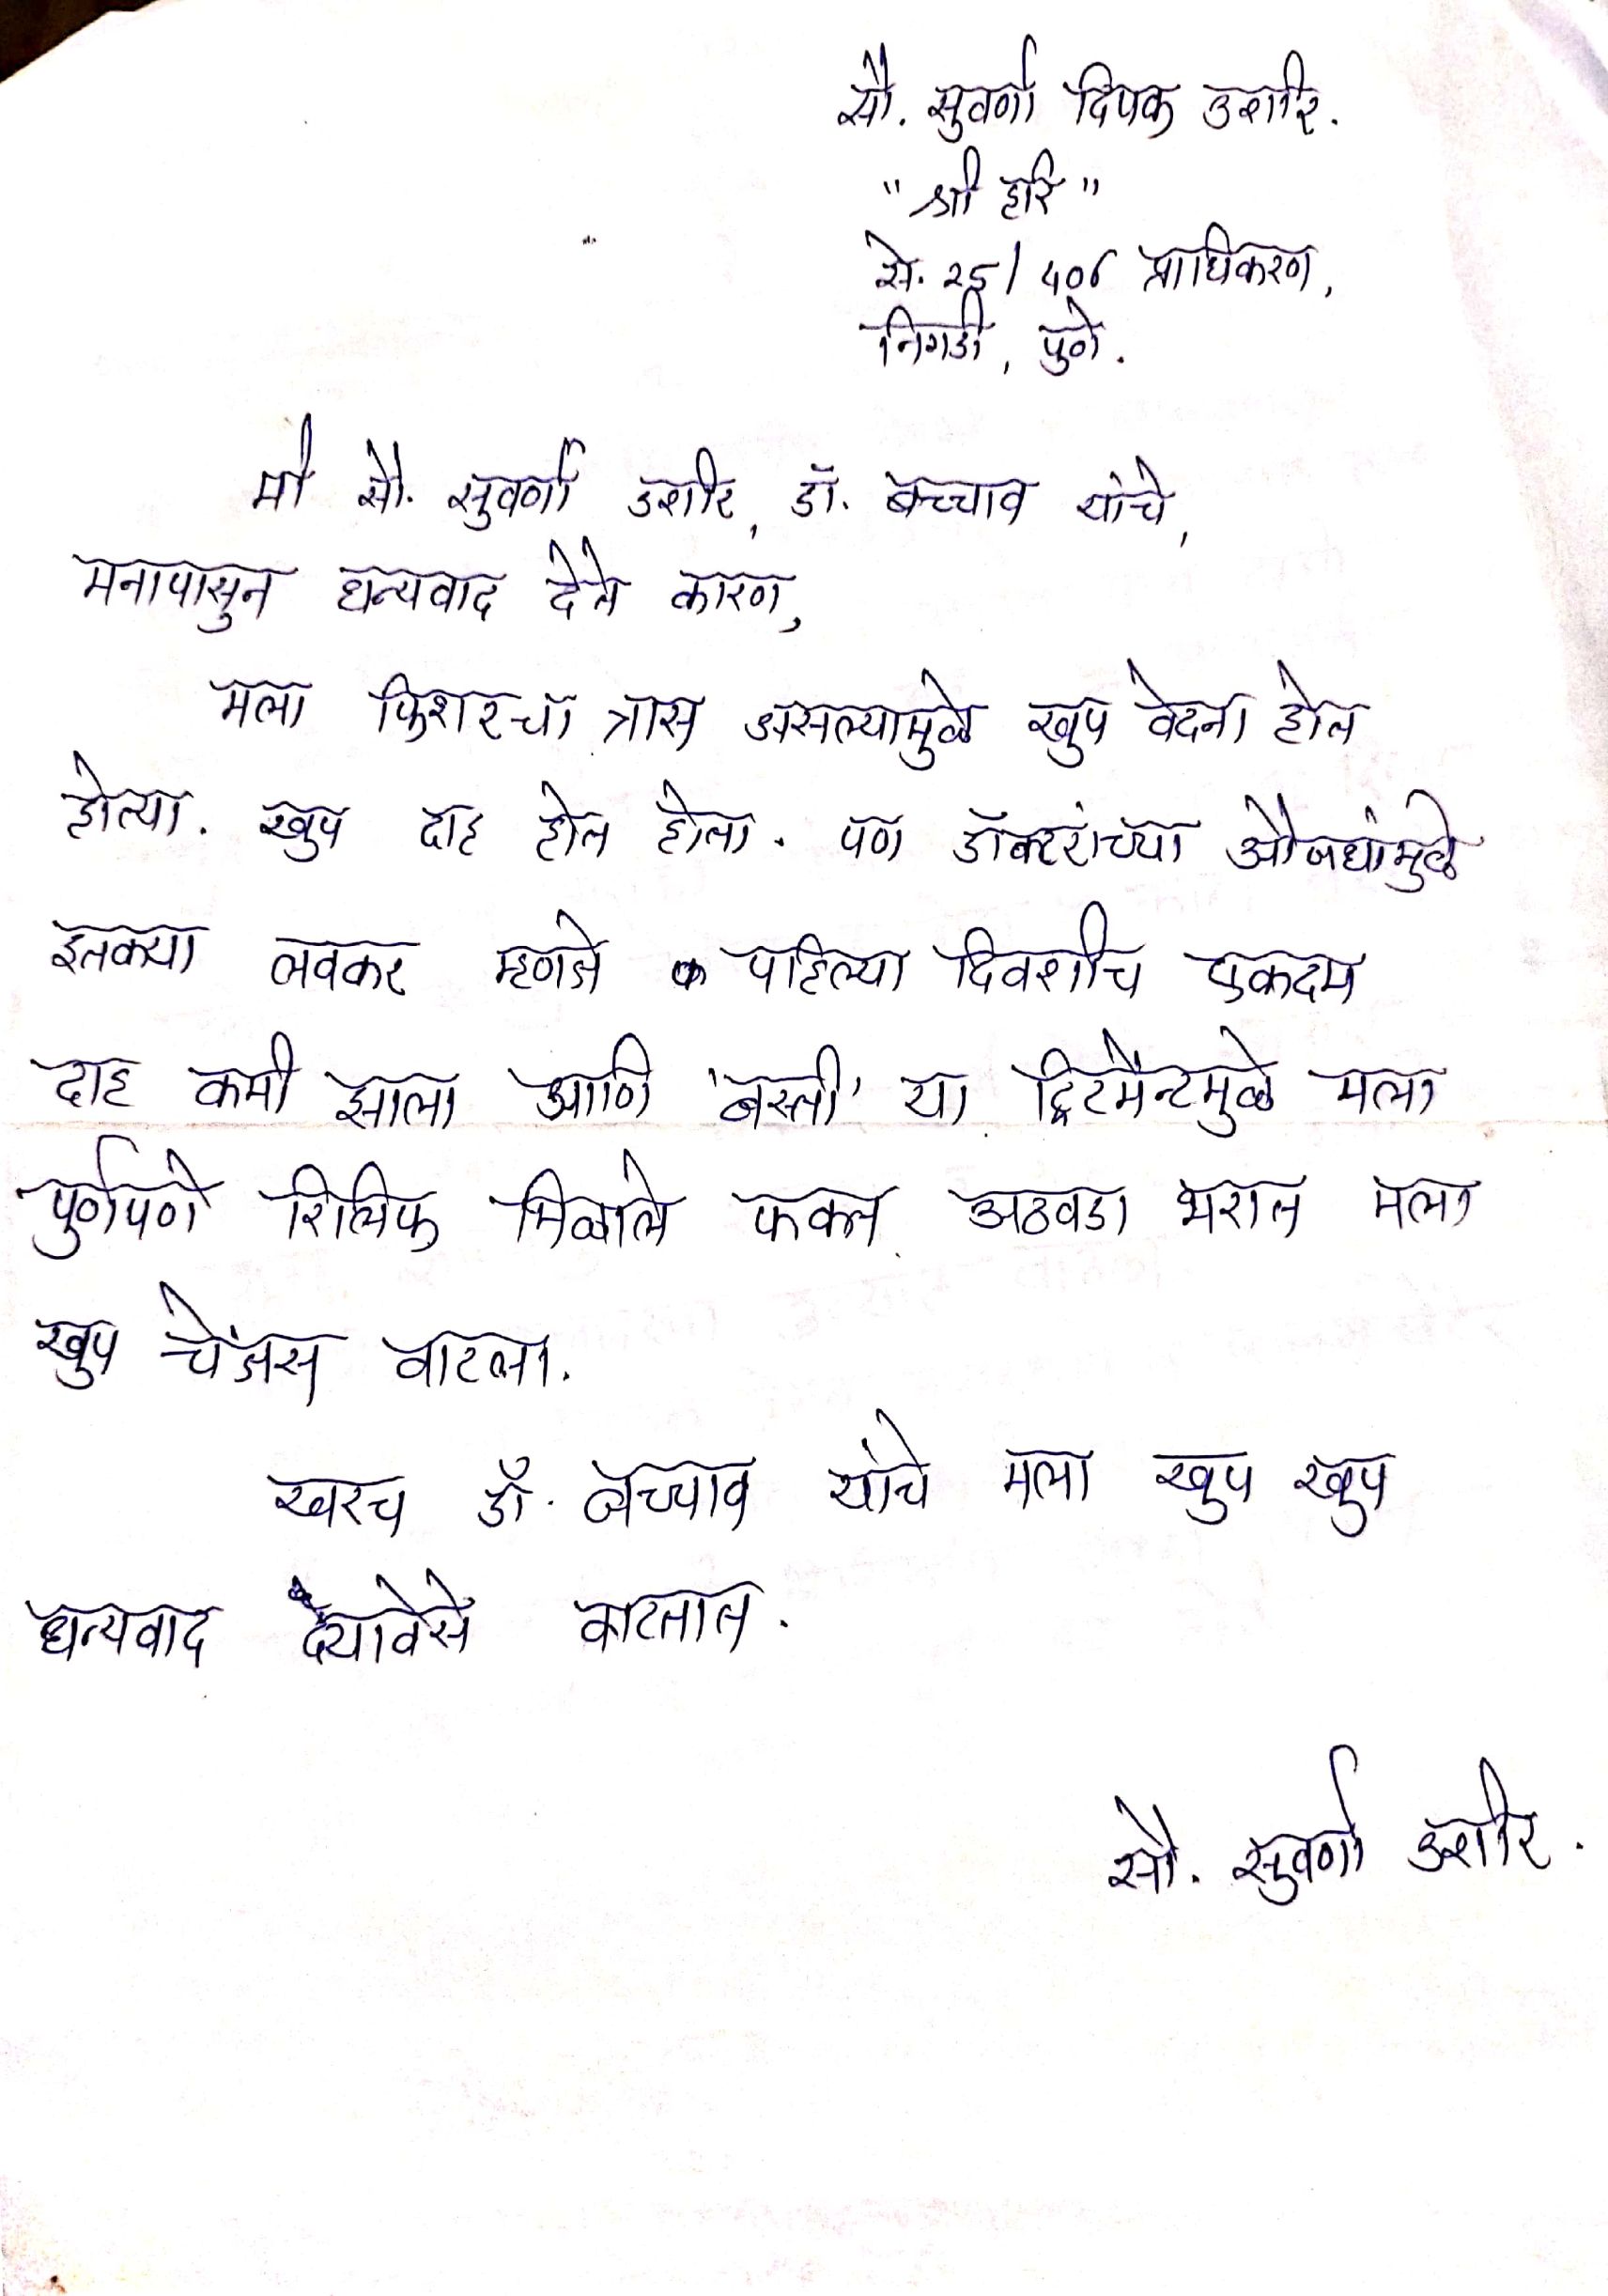 सौ. सुवर्णा दिपक उशीर.
"श्री हरि"
से. २५/ ५०६ प्राधिकरण,
निगडी, पुणे.
मी सौ. सुवर्णा उशीर, डॉ. बच्चाव यांचे,
मनापासुन धन्यवाद देते कारण,
मला फिशरचा त्रास असल्यामुळे खुप वेदना होत
होत्या. खुप दाह होत होता. पण डॉक्टरांच्या औषधांमुळे
इतक्या लवकर म्हणजे पहिल्या दिवशीच एकदम
दाह कमी झाला आणि 'बस्ती' या ट्रिटमेंन्टमुळे मला
पुर्णपणे रिलिफ मिळाले फक्त अठवडा भरात मला
खुप चेंजस वाटला.
खरच डॉ. बच्चाव यांचे मला खुप खुप
धन्यवाद दयावेसे वाटतात.
सौ. सुवर्णा उशीर.